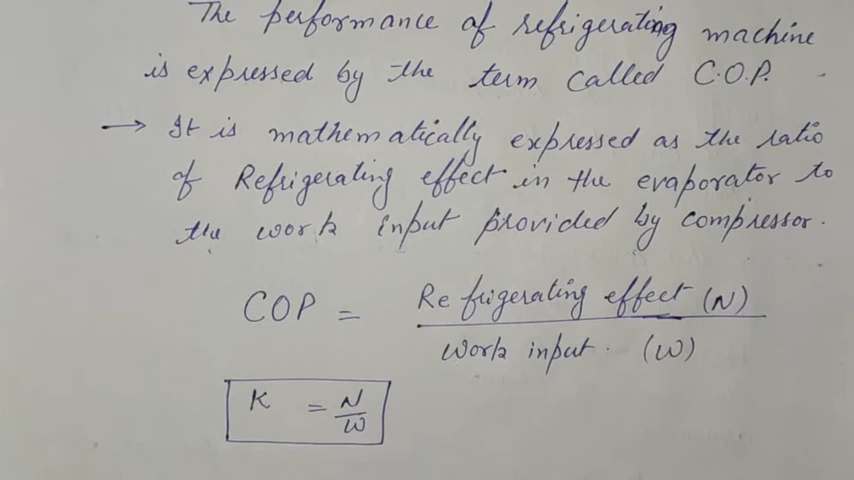 The performance of refrigerating machine
is expressed by the term called C.O.P.
→ It is mathematically expressed as the ratio
of Refrigerating effect in the evaporator to
the work input provided by compressor.
COP = Refrigerating effect (N)
Work input. (W)
K = N/W